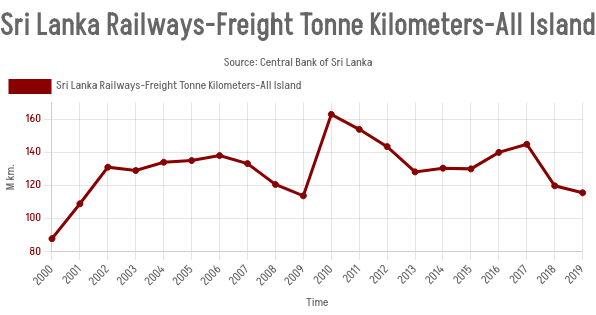 Sri Lanka Railways-Freight Tonne Kilometers-All Island
Source: Central Bank of Sri Lanka
Sri Lanka Railways-Freight Tonne Kilometers-All Island
160
140
120
100
80
M km.
2000 2001 2002 2003 2004 2005 2006 2007 2008 2009 2010 2011 2012 2013 2014 2015 2016 2017 2018 2019
Time